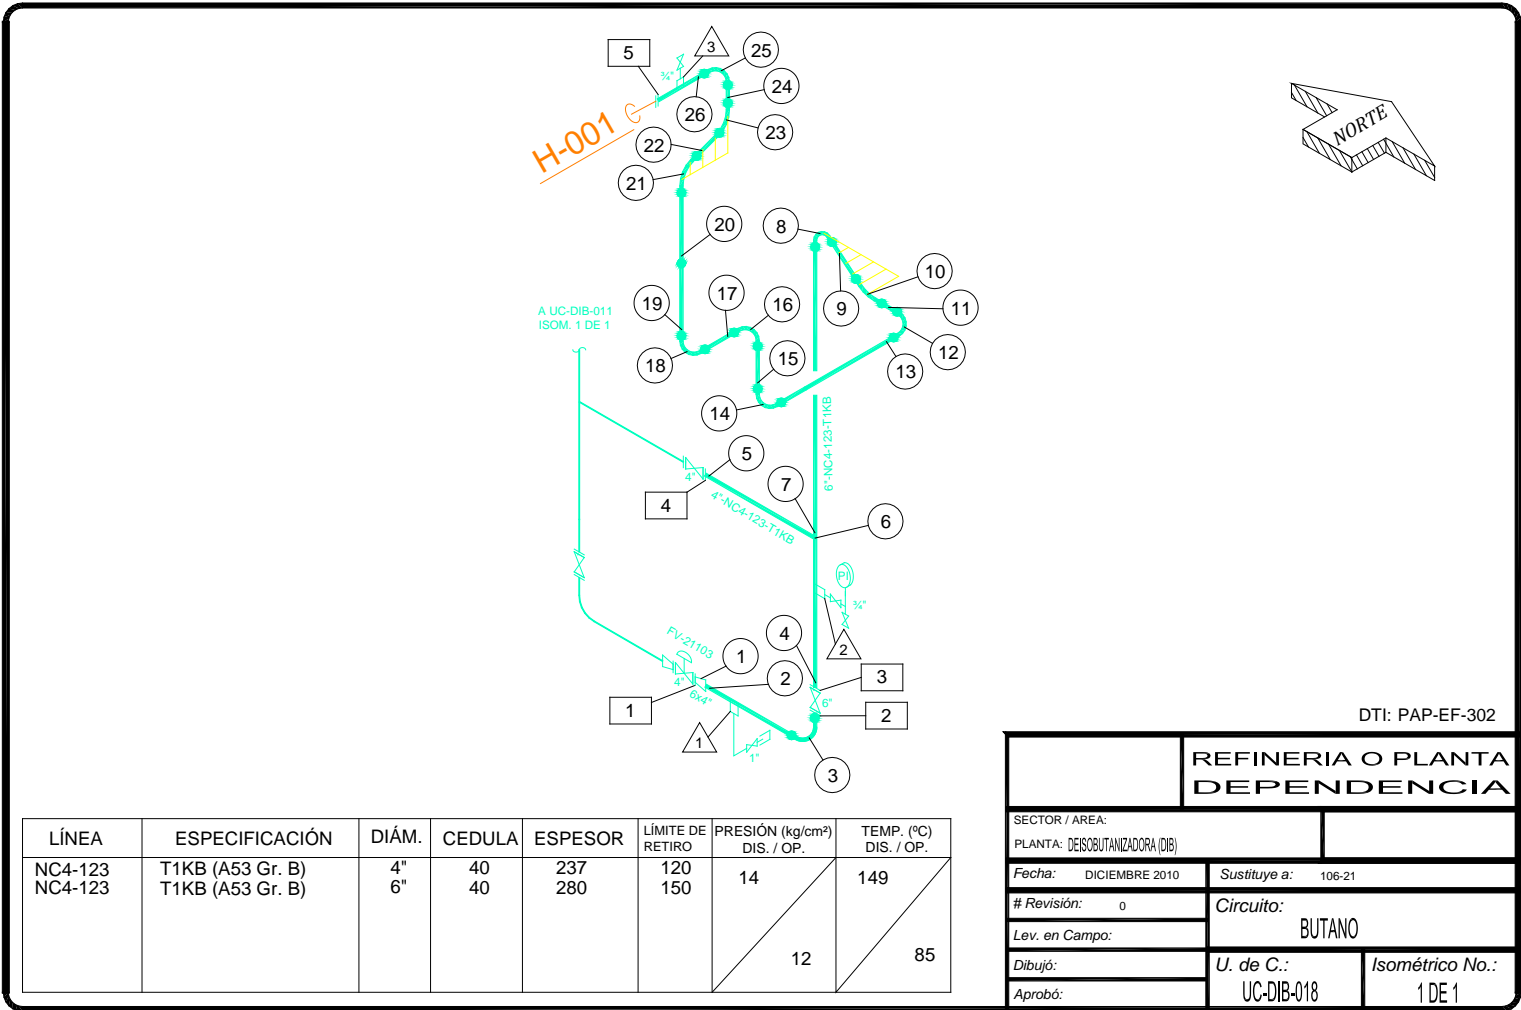 5
3
25
¾"
24
26
H-001
23
22
21
NORTE
20
8
10
17
16
9
11
19
A UC-DIB-011
ISOM. 1 DE 1
12
18
15
13
14
6"-NC4-123-T1KB
5
4"
4
4"-NC4-123-T1KB
7
6
PI
¾"
FV-21103
4
2
1
2
3
4"
6x4"
6"
1
2
1
1"
3
DTI: PAP-EF-302
REFINERIA O PLANTA
DEPENDENCIA
SECTOR / AREA:
PLANTA: DEISOBUTANIZADORA (DIB)
Fecha: DICIEMBRE 2010
Sustituye a: 106-21
# Revisión: 0
Circuito:
BUTANO
Lev. en Campo:
Dibujó:
Aprobó:
U. de C.:
UC-DIB-018
Isométrico No.:
1 DE 1
LÍNEA ESPECIFICACIÓN DIÁM. CEDULA ESPESOR LÍMITE DE RETIRO PRESIÓN (kg/cm²) DIS. / OP. TEMP. (ºC) DIS. / OP.
NC4-123 T1KB (A53 Gr. B) 4" 40 237 120 14 149
NC4-123 T1KB (A53 Gr. B) 6" 40 280 150
12 85